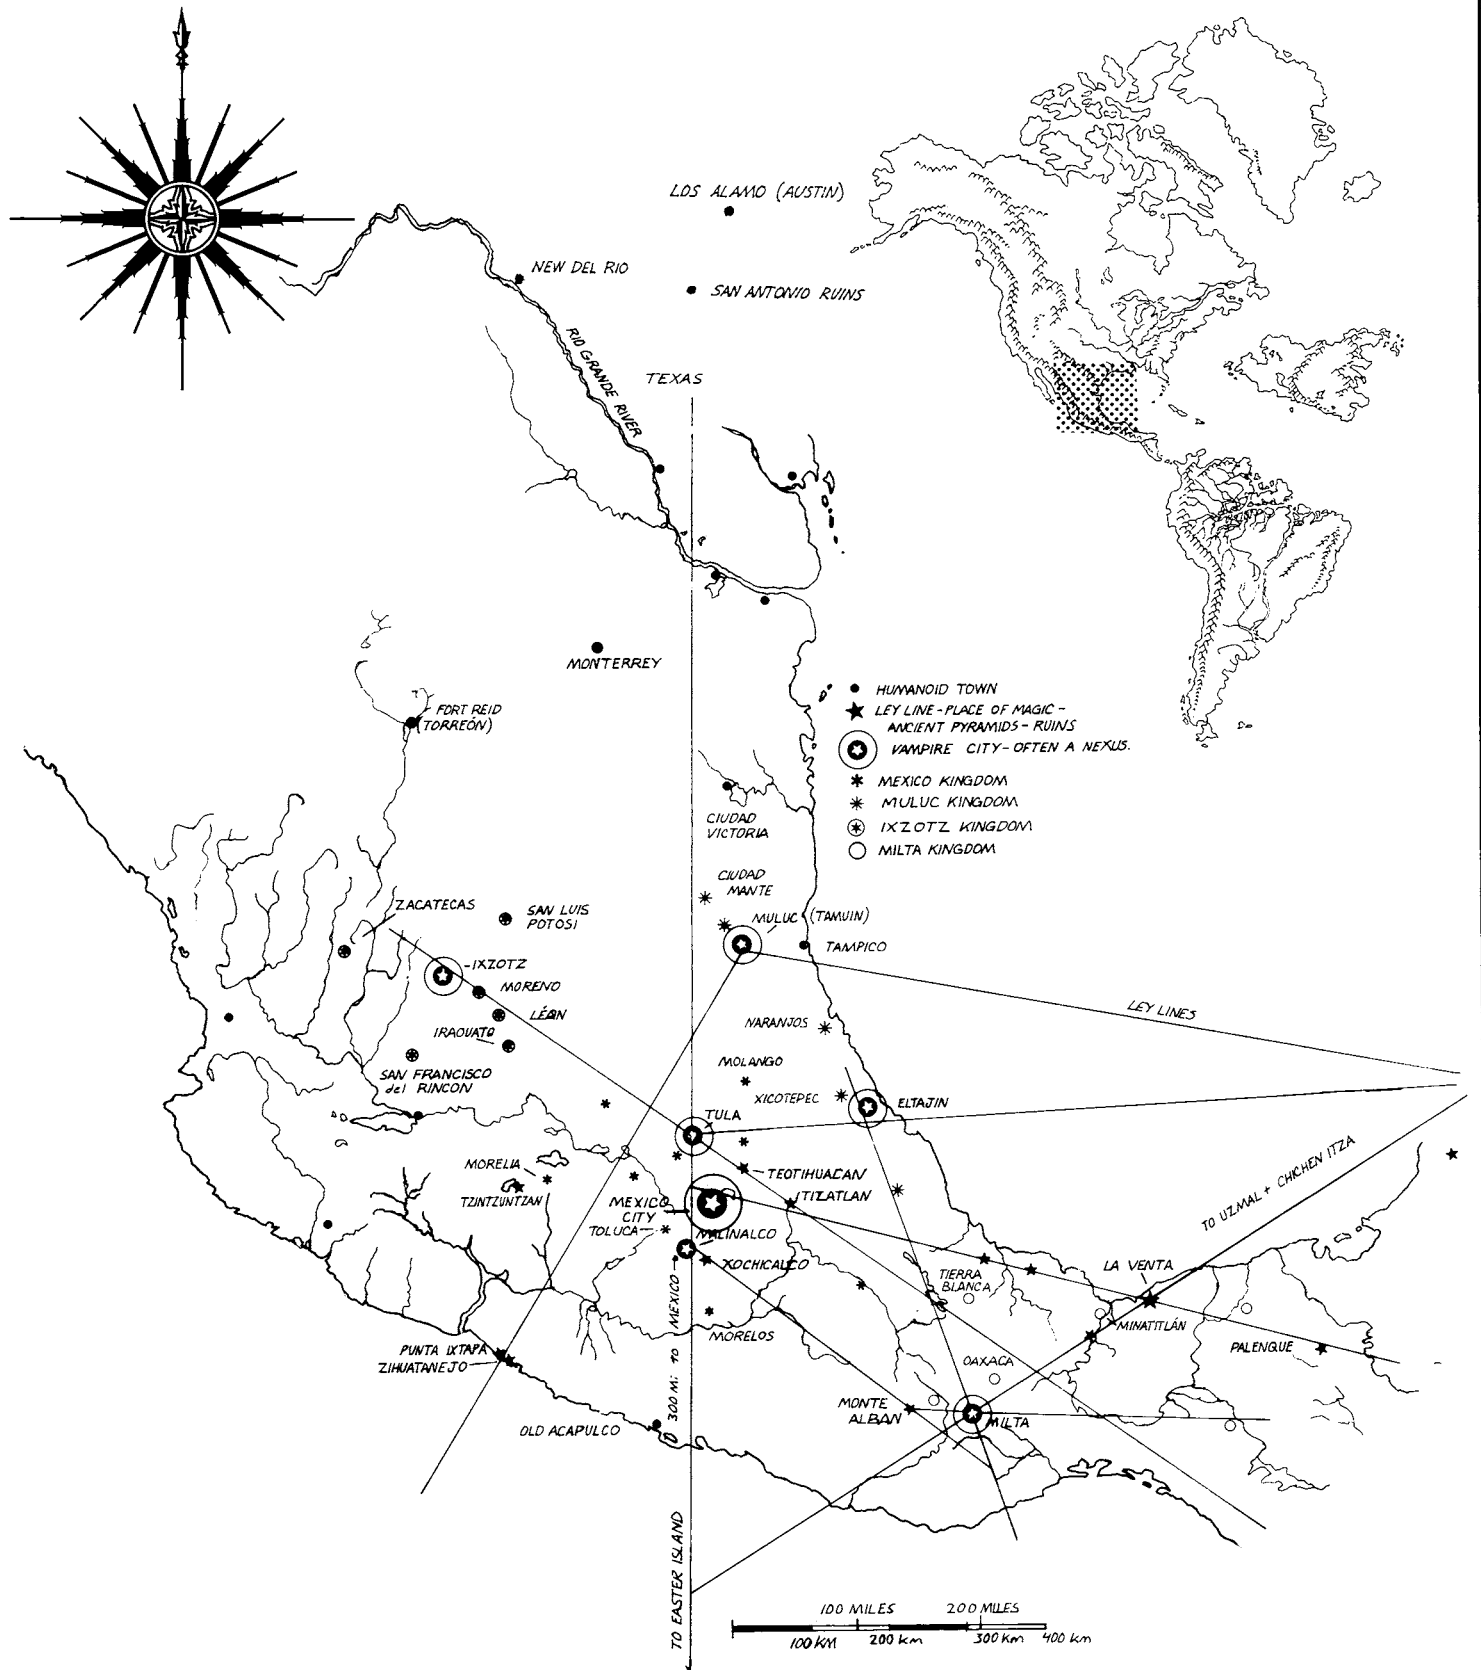 LOS ALAMO (AUSTIN)
NEW DEL RIO
SAN ANTONIO RUINS
RIO GRANDE RIVER
TEXAS
MONTERREY
FORT REID
(TORREÓN)
HUMANOID TOWN
LEY LINE-PLACE OF MAGIC-
ANCIENT PYRAMIDS-RUINS
VAMPIRE CITY-OFTEN A NEXUS.
MEXICO KINGDOM
MULUC KINGDOM
IXZOTZ KINGDOM
MILTA KINGDOM
CIUDAD
VICTORIA
CIUDAD
MANTE
ZACATECAS
SAN LUIS
POTOSI
MULUC (TAMUIN)
TAMPICO
-IXZOTZ
MORENO
LÉON
IRAOUATO
SAN FRANCISCO
del RINCON
NARANJOS
LEY LINES
MOLANGO
XICOTEPEC
ELTAJIN
TULA
MORELIA
TZINTZUNTZAN
TEOTIHUACAN
MEXICO
CITY
TIZATLAN
TOLUCA
MALINALCO
XOCHICALCO
TO UZMAL + CHICHEN ITZA
TIERRA
BLANCA
LA VENTA
MINATITLÁN
PALENQUE
MORELOS
PUNTA IXTAPA
ZIHUATANEJO
OAXACA
MONTE
ALBAN
MILTA
OLD ACAPULCO
300 Mi TO MEXICO →
TO EASTER ISLAND
100 MILES 200 MILES
100 KM 200 Km 300 Km 400 Km